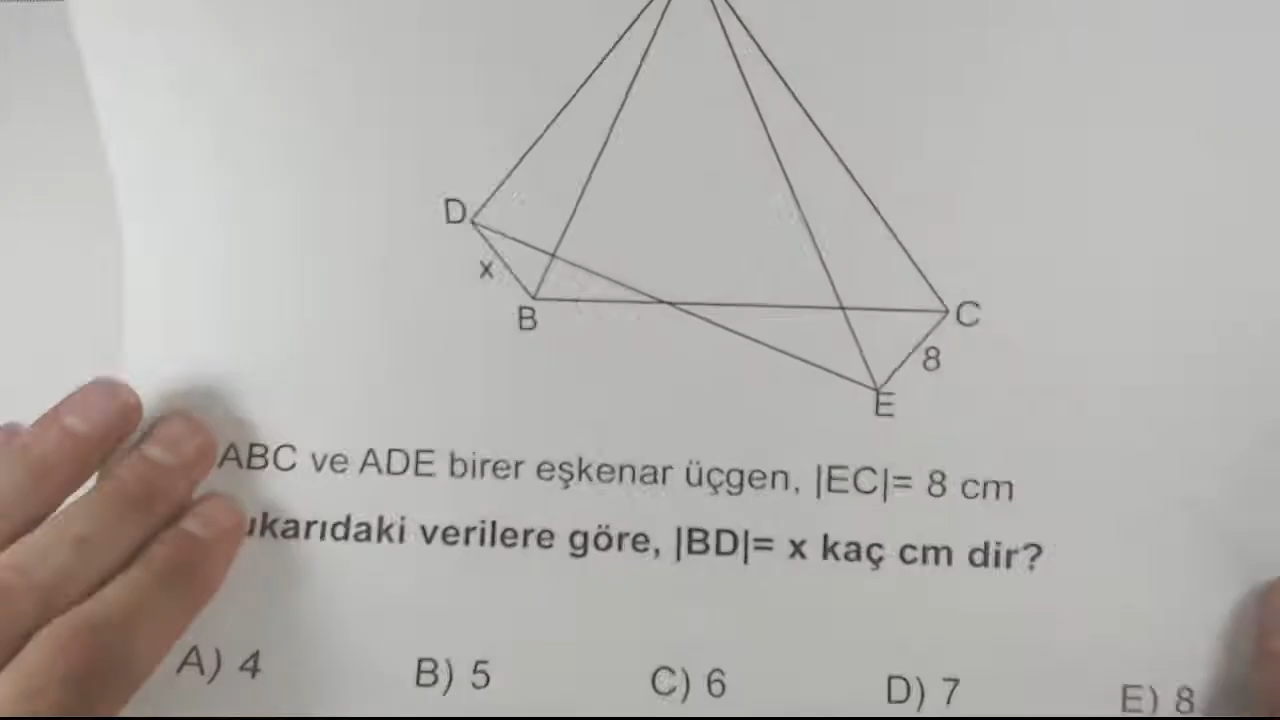 D
x
B
C
8
E
ABC ve ADE birer eşkenar üçgen, |EC|= 8 cm
verilere göre, |BD|= x kaç cm dir?
A) 4 B) 5 C) 6 D) 7 E) 8